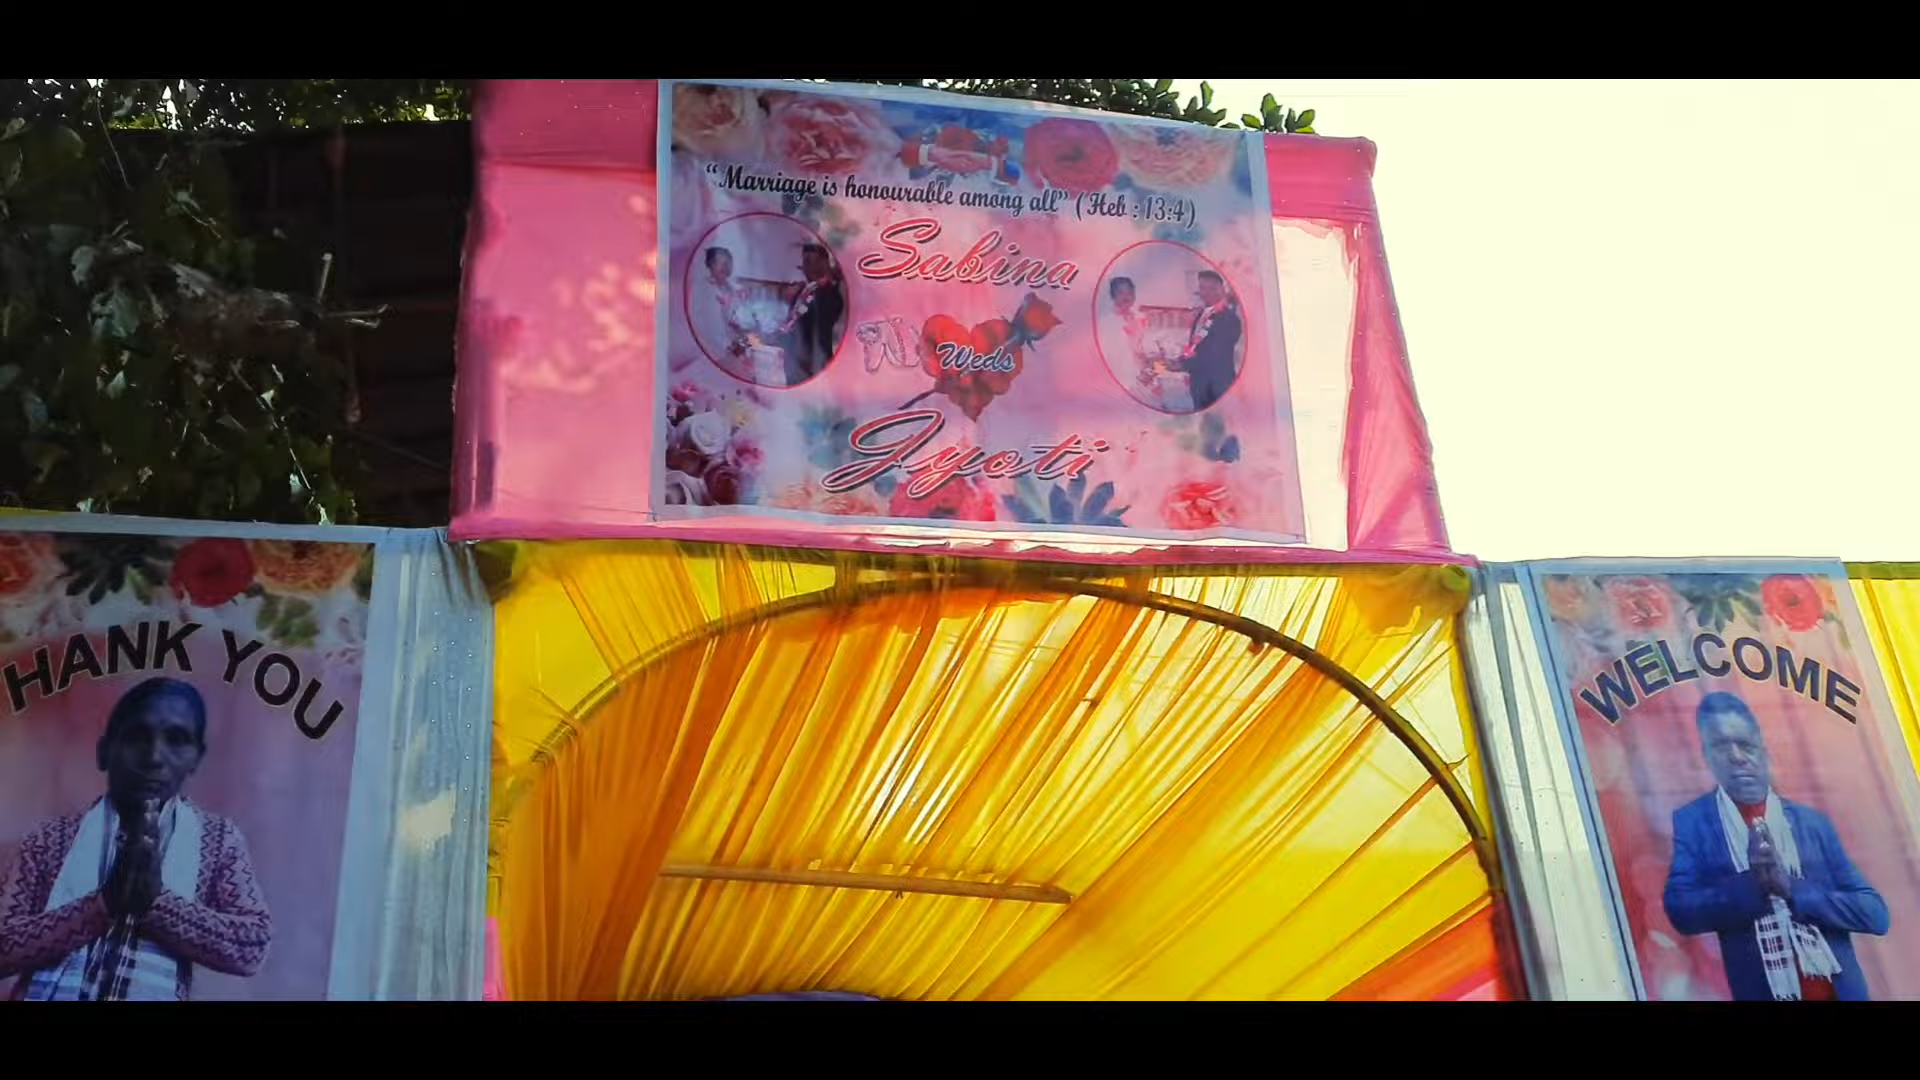 “Marriage is honourable among all” (Heb : 13:4)
Sabina
Weds
Jyoti
HANK YOU
WELCOME